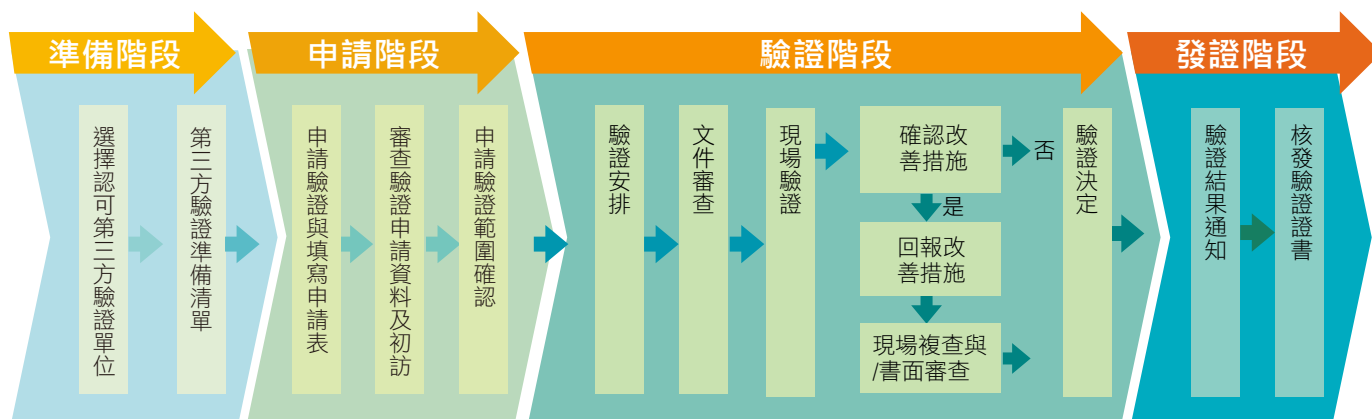 準備階段
選擇認可第三方驗證單位
第三方驗證準備清單
申請階段
申請驗證與填寫申請表
審查驗證申請資料及初訪
申請驗證範圍確認
驗證階段
驗證安排
文件審查
現場驗證
確認改
善措施
否
是
回報改
善措施
現場複查與
/書面審查
驗證決定
發證階段
驗證結果通知
核發驗證證書